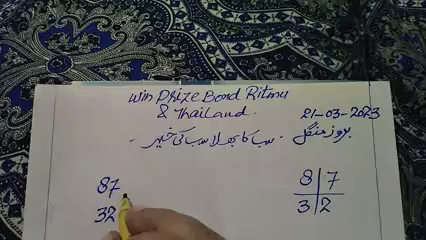 Win Prize Bond Ritmu
& Thailand.
21-03-2023
بروز منگل - سب کا بھلا سب کی خیر -
87
32
8 7
3 2